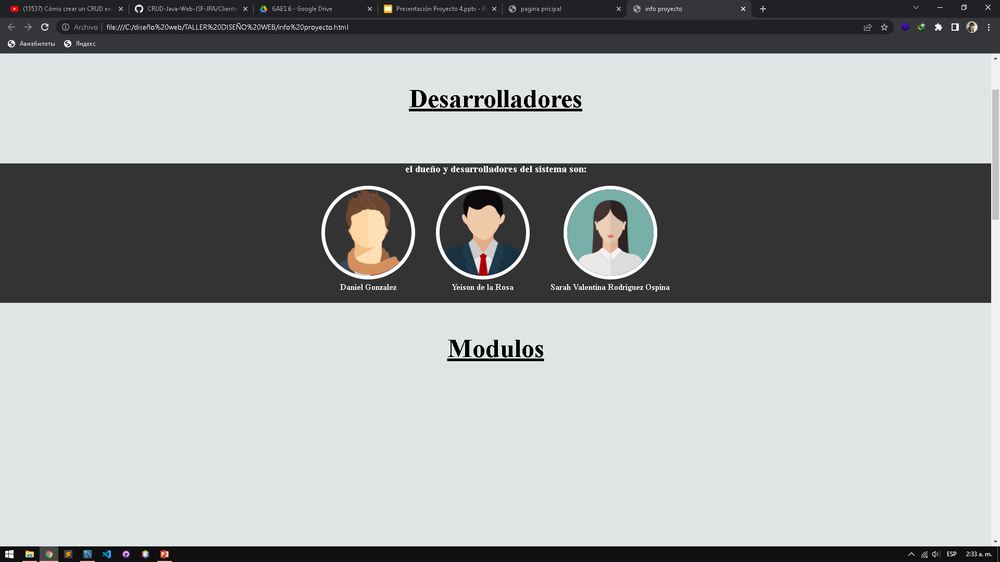 (13537) Cómo crear un CRUD en
CRUD-Java-Web-JSF-JPA/Cliente
GAES 6 - Google Drive
Presentación Proyecto 4.pptx - P
pagina pricipal
info proyecto
Archivo
file:///C:/diseño%20web/TALLER%20DISEÑO%20WEB/info%20proyecto.html
Авиабилеты
Яндекс
Desarrolladores
el dueño y desarrolladores del sistema son:
Daniel Gonzalez
Yeison de la Rosa
Sarah Valentina Rodriguez Ospina
Modulos
ESP
2:33 a. m.